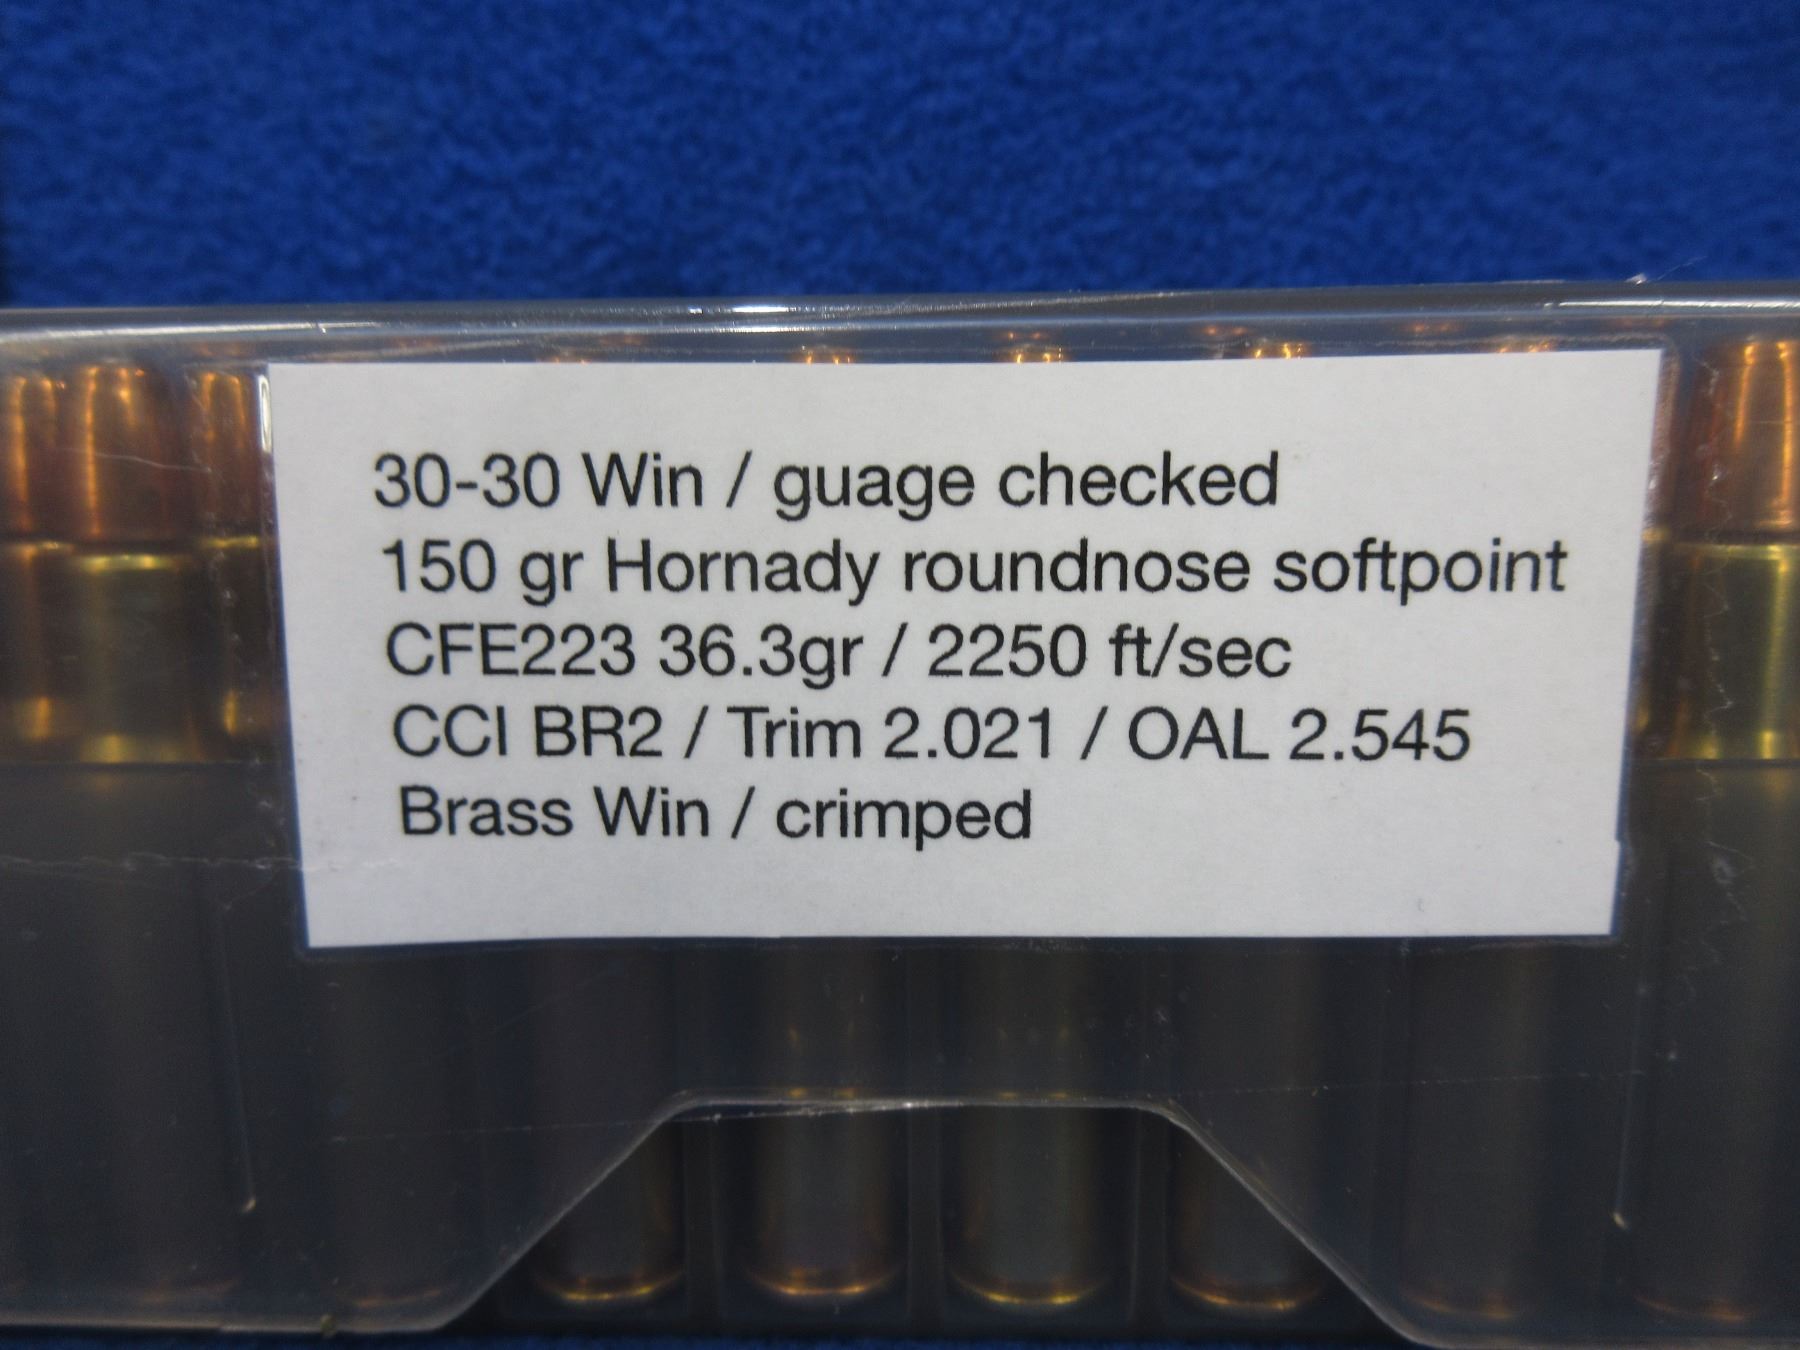 30-30 Win / guage checked
150 gr Hornady roundnose softpoint
CFE223 36.3gr / 2250 ft/sec
CCI BR2 / Trim 2.021 / OAL 2.545
Brass Win / crimped